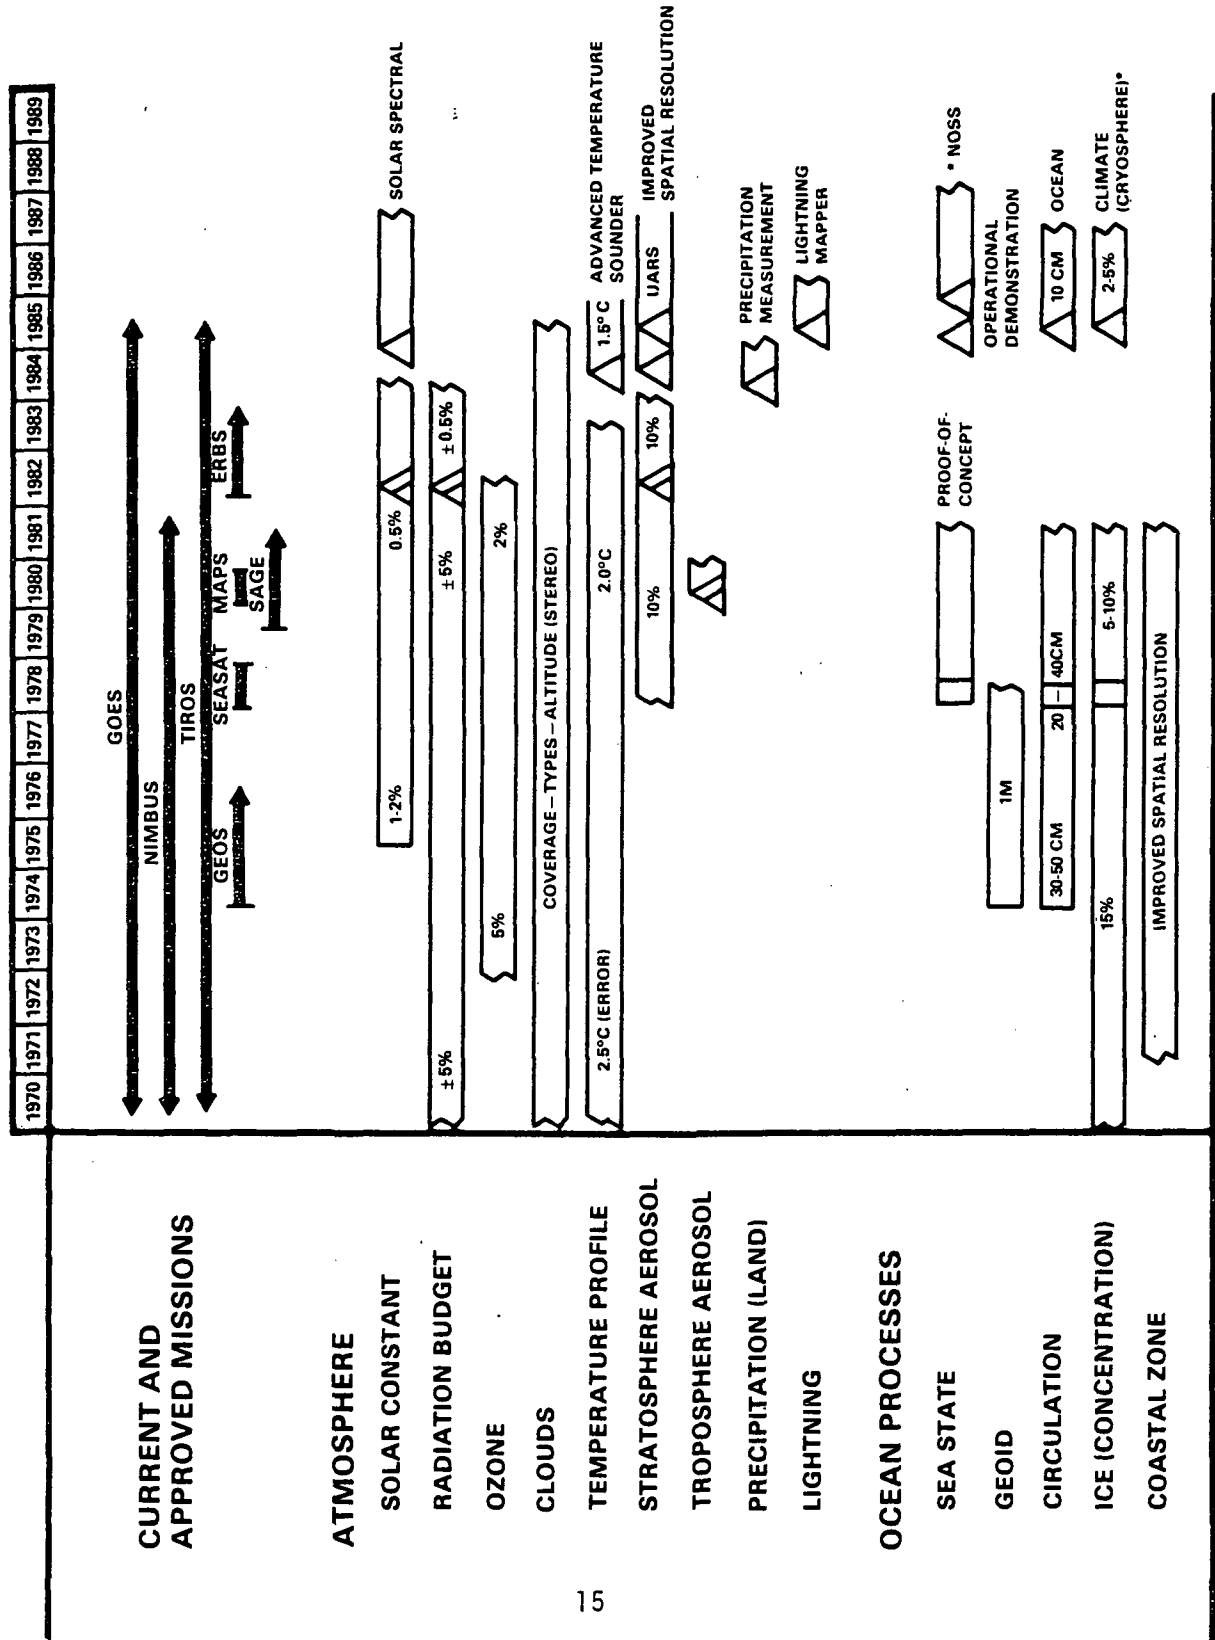 1970 1971 1972 1973 1974 1975 1976 1977 1978 1979 1980 1981 1982 1983 1984 1985 1986 1987 1988 1989
CURRENT AND
APPROVED MISSIONS
GOES
NIMBUS
TIROS
GEOS SEASAT MAPS ERBS
SAGE
ATMOSPHERE
SOLAR CONSTANT 1-2% 0.5% SOLAR SPECTRAL
RADIATION BUDGET ±5% ±5% ±0.5%
OZONE 5% 2%
CLOUDS COVERAGE – TYPES – ALTITUDE (STEREO)
TEMPERATURE PROFILE 2.5°C (ERROR) 2.0°C 1.5°C ADVANCED TEMPERATURE
SOUNDER
STRATOSPHERE AEROSOL 10% 10% UARS IMPROVED
SPATIAL RESOLUTION
TROPOSPHERE AEROSOL
PRECIPITATION (LAND) PRECIPITATION
MEASUREMENT
LIGHTNING LIGHTNING
MAPPER
OCEAN PROCESSES
SEA STATE PROOF-OF-
CONCEPT * NOSS
OPERATIONAL
DEMONSTRATION
GEOID 1M
CIRCULATION 30-50 CM 20 – 40CM 10 CM OCEAN
ICE (CONCENTRATION) 15% 5-10% 2-5% CLIMATE
(CRYOSPHERE)*
COASTAL ZONE IMPROVED SPATIAL RESOLUTION
15